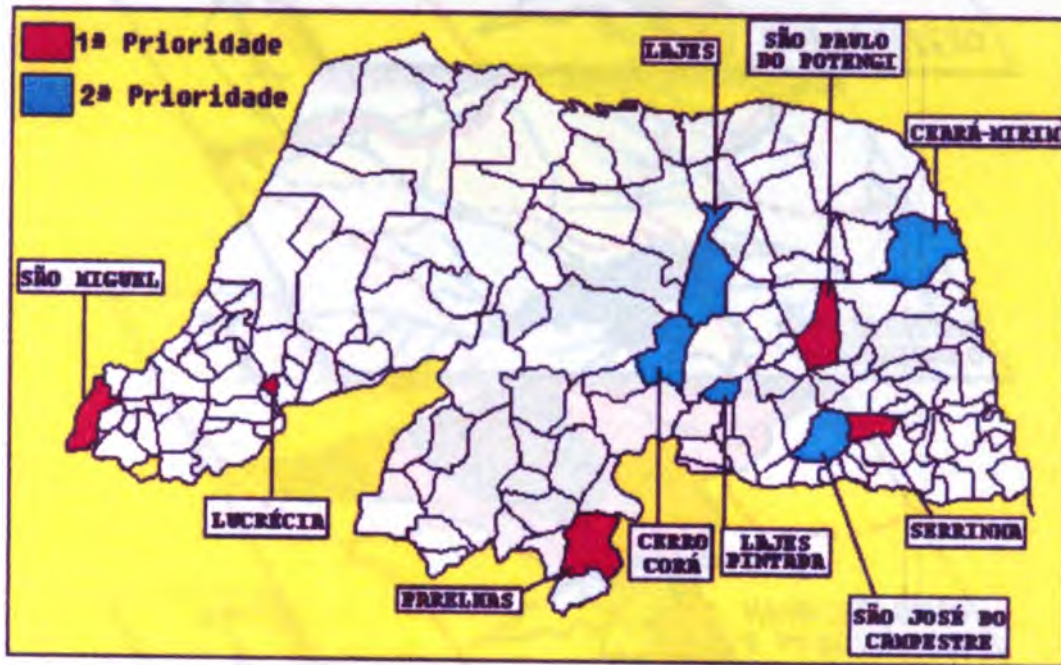 1ª Prioridade
2ª Prioridade
LAJES
SÃO PAULO
DO POTENGI
CEARÁ-MIRIM
SÃO MIGUEL
LUCRÉCIA
PARELHAS
CERRO
CORÁ
LAJES
PINTADA
SERRINHA
SÃO JOSÉ DO
CAMPESTRE